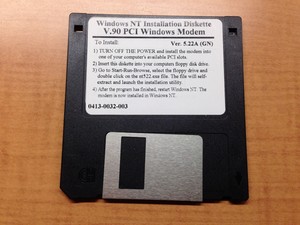 Windows NT Installation Diskette
V.90 PCI Windows Modem
To Install: Ver. 5.22A (GN)
1) TURN OFF THE POWER and install the modem into
one of your computer's available PCI slots.
2) Insert this diskette into your computers floppy disk drive.
3) Go to Start-Run-Browse, select the floppy drive and
double click on the nt522.exe file. The file will self-
extract and launch the installation utility.
4) After the program has finished, restart Windows NT. The
modem is now installed in Windows NT.
0413-0032-003